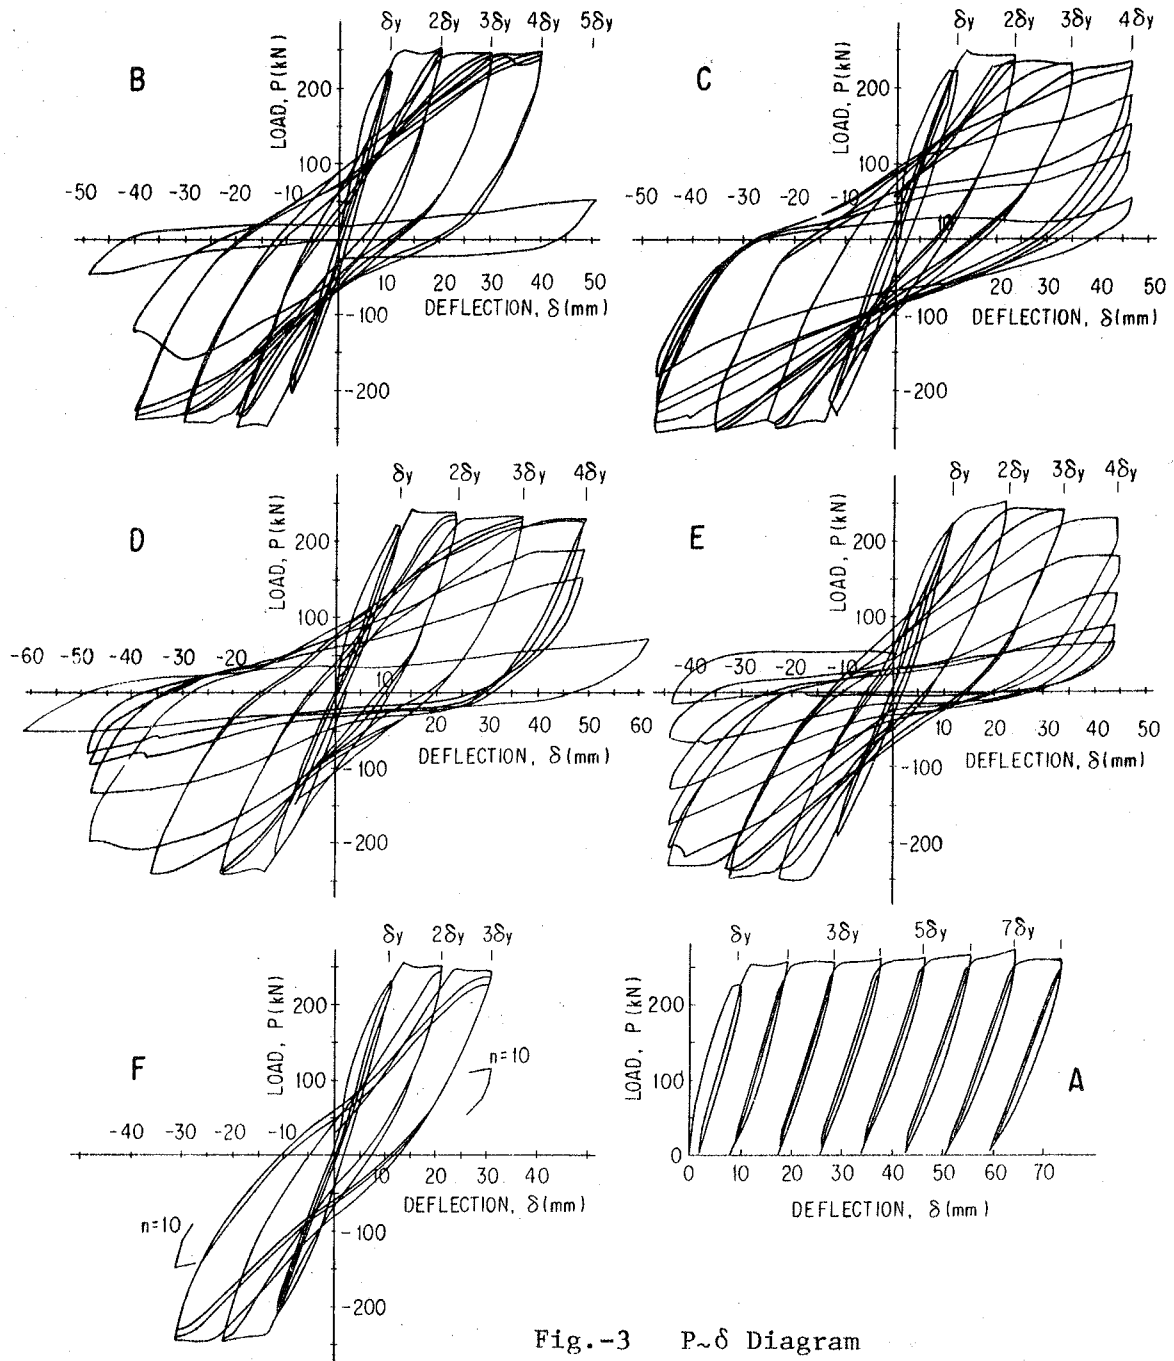 B
LOAD, P(kN)
δy 2δy 3δy 4δy 5δy
200
100
-50 -40 -30 -20 -10
10 20 30 40 50
DEFLECTION, δ(mm)
-100
-200
C
LOAD, P(kN)
δy 2δy 3δy 4δy
200
100
-50 -40 -30 -20 -10
10 20 30 40 50
DEFLECTION, δ(mm)
-100
-200
D
LOAD, P(kN)
δy 2δy 3δy 4δy
200
100
-60 -50 -40 -30 -20
10 20 30 40 50 60
DEFLECTION, δ(mm)
-100
-200
E
LOAD, P(kN)
δy 2δy 3δy 4δy
200
100
-40 -30 -20 -10
10 20 30 40 50
DEFLECTION, δ(mm)
-100
-200
F
LOAD, P(kN)
δy 2δy 3δy
200
100
n=10
-40 -30 -20 -10
10 20 30 40
DEFLECTION, δ(mm)
n=10
-100
-200
A
LOAD, P(kN)
δy 3δy 5δy 7δy
200
100
0
0 10 20 30 40 50 60 70
DEFLECTION, δ(mm)
Fig.-3 P~δ Diagram